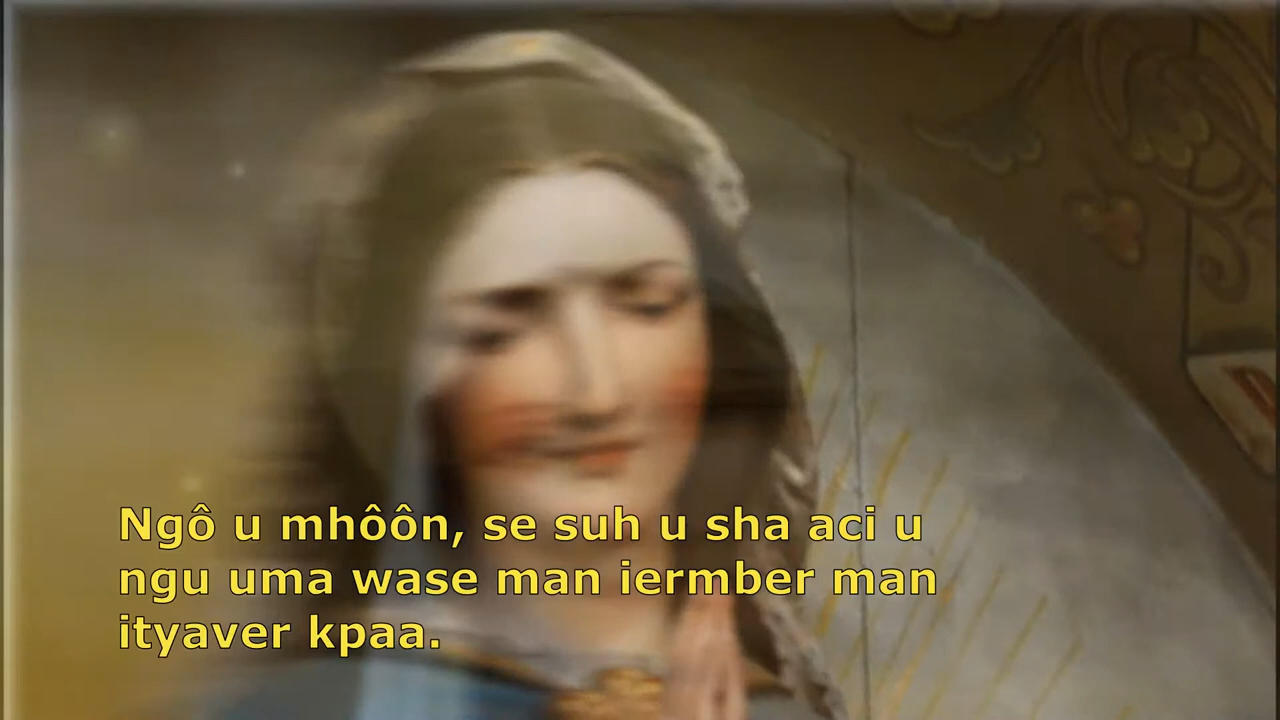 Ngô u mhôôn, se suh u sha aci u
ngu uma wase man iermber man
ityaver kpaa.